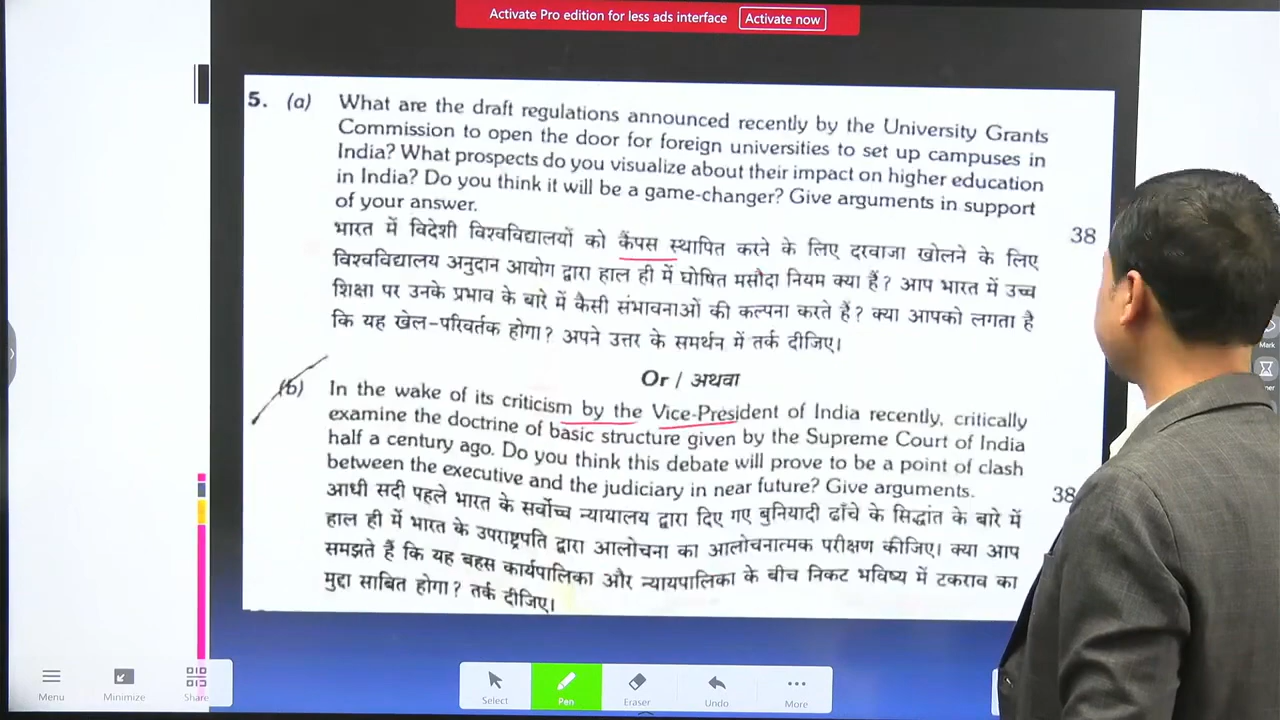 Activate Pro edition for less ads interface Activate now
5. (a) What are the draft regulations announced recently by the University Grants
Commission to open the door for foreign universities to set up campuses in
India? What prospects do you visualize about their impact on higher education
in India? Do you think it will be a game-changer? Give arguments in support
of your answer.
38
भारत में विदेशी विश्वविद्यालयों को कैंपस स्थापित करने के लिए दरवाजा खोलने के लिए
विश्वविद्यालय अनुदान आयोग द्वारा हाल ही में घोषित मसौदा नियम क्या हैं? आप भारत में उच्च
शिक्षा पर उनके प्रभाव के बारे में कैसी संभावनाओं की कल्पना करते हैं? क्या आपको लगता है
कि यह खेल-परिवर्तक होगा? अपने उत्तर के समर्थन में तर्क दीजिए।
Or / अथवा
(b) In the wake of its criticism by the Vice-President of India recently, critically
examine the doctrine of basic structure given by the Supreme Court of India
half a century ago. Do you think this debate will prove to be a point of clash
between the executive and the judiciary in near future? Give arguments.
38
आधी सदी पहले भारत के सर्वोच्च न्यायालय द्वारा दिए गए बुनियादी ढाँचे के सिद्धांत के बारे में
हाल ही में भारत के उपराष्ट्रपति द्वारा आलोचना का आलोचनात्मक परीक्षण कीजिए। क्या आप
समझते हैं कि यह बहस कार्यपालिका और न्यायपालिका के बीच निकट भविष्य में टकराव का
मुद्दा साबित होगा? तर्क दीजिए।
Mark
Menu Minimize Share Select Pen Eraser Undo More